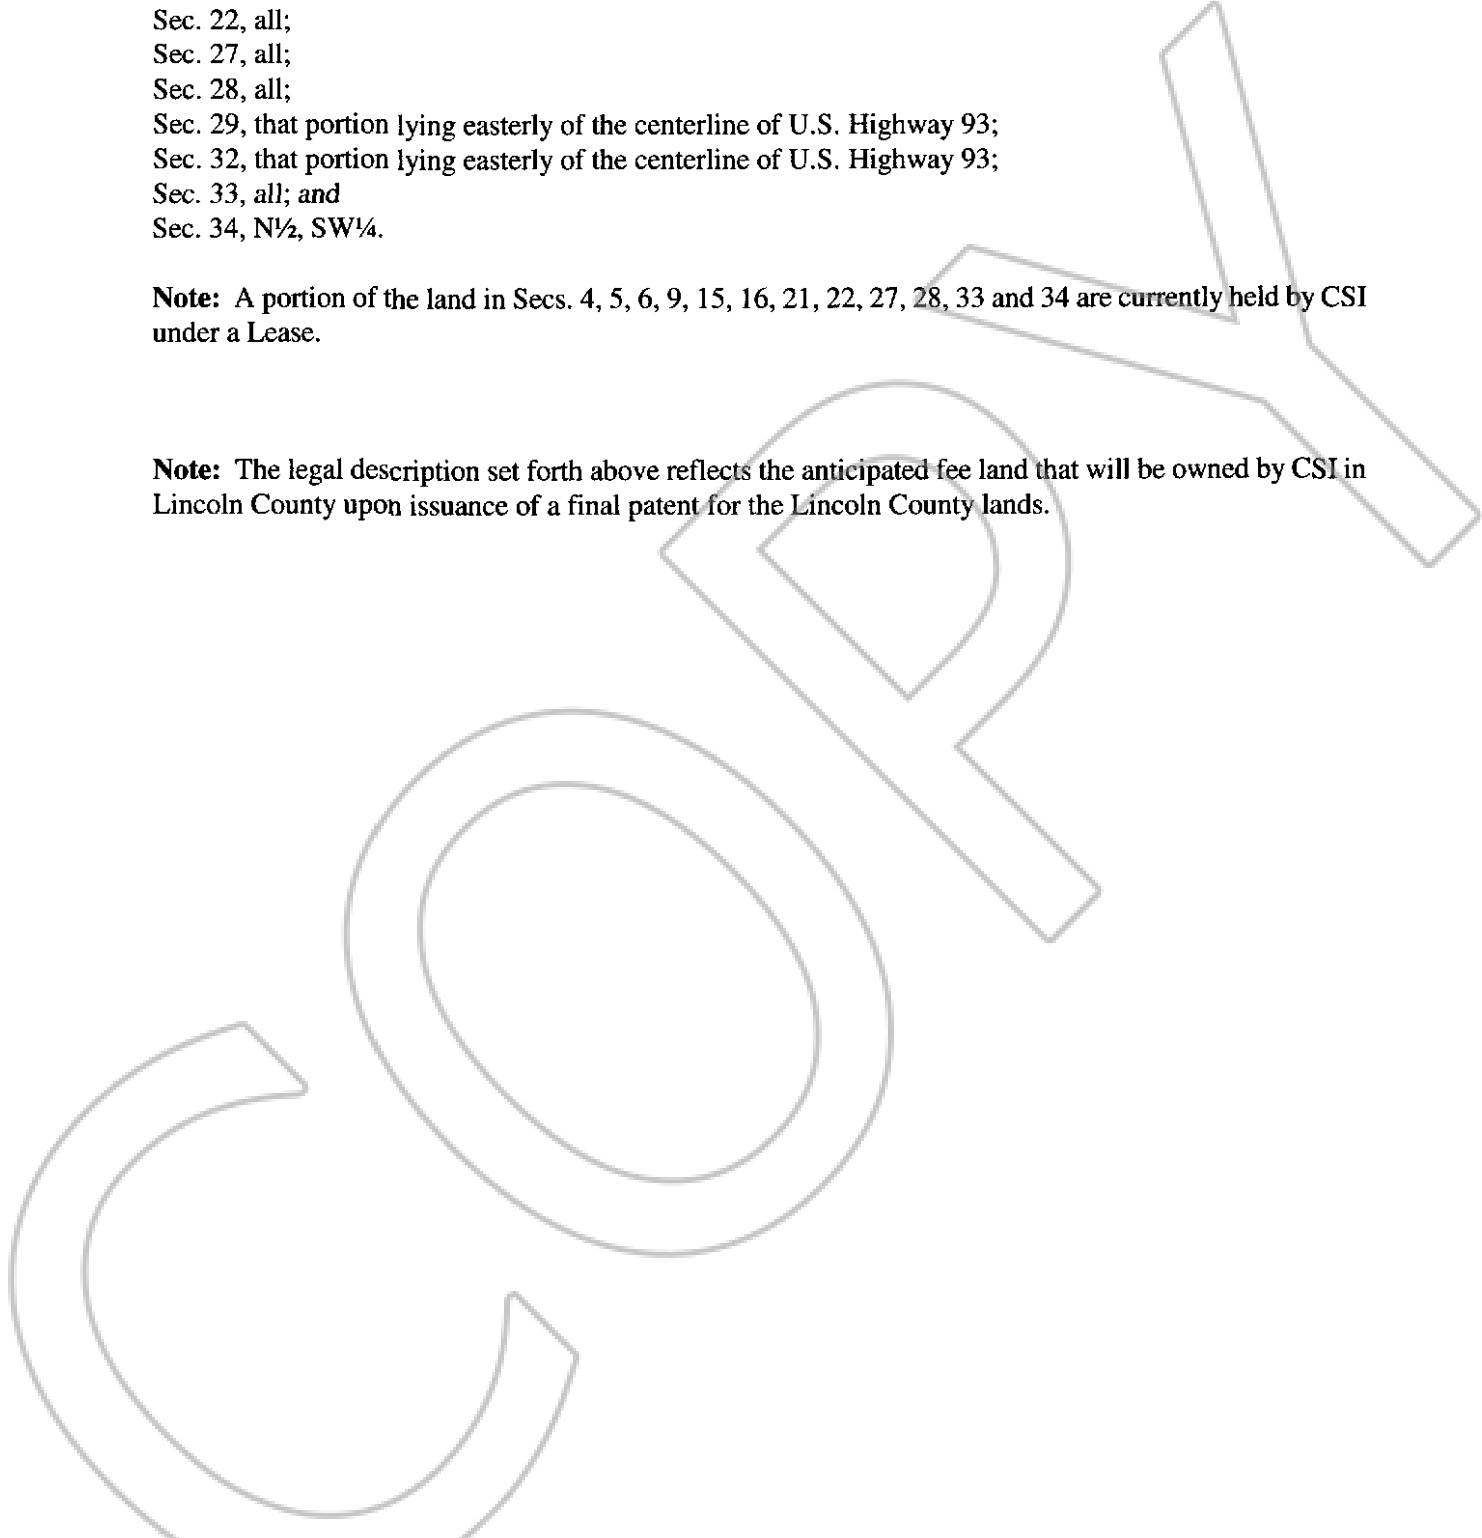 Sec. 22, all;
Sec. 27, all;
Sec. 28, all;
Sec. 29, that portion lying easterly of the centerline of U.S. Highway 93;
Sec. 32, that portion lying easterly of the centerline of U.S. Highway 93;
Sec. 33, all; and
Sec. 34, N½, SW¼.
Note: A portion of the land in Secs. 4, 5, 6, 9, 15, 16, 21, 22, 27, 28, 33 and 34 are currently held by CSI
under a Lease.
Note: The legal description set forth above reflects the anticipated fee land that will be owned by CSI in
Lincoln County upon issuance of a final patent for the Lincoln County lands.
COPY